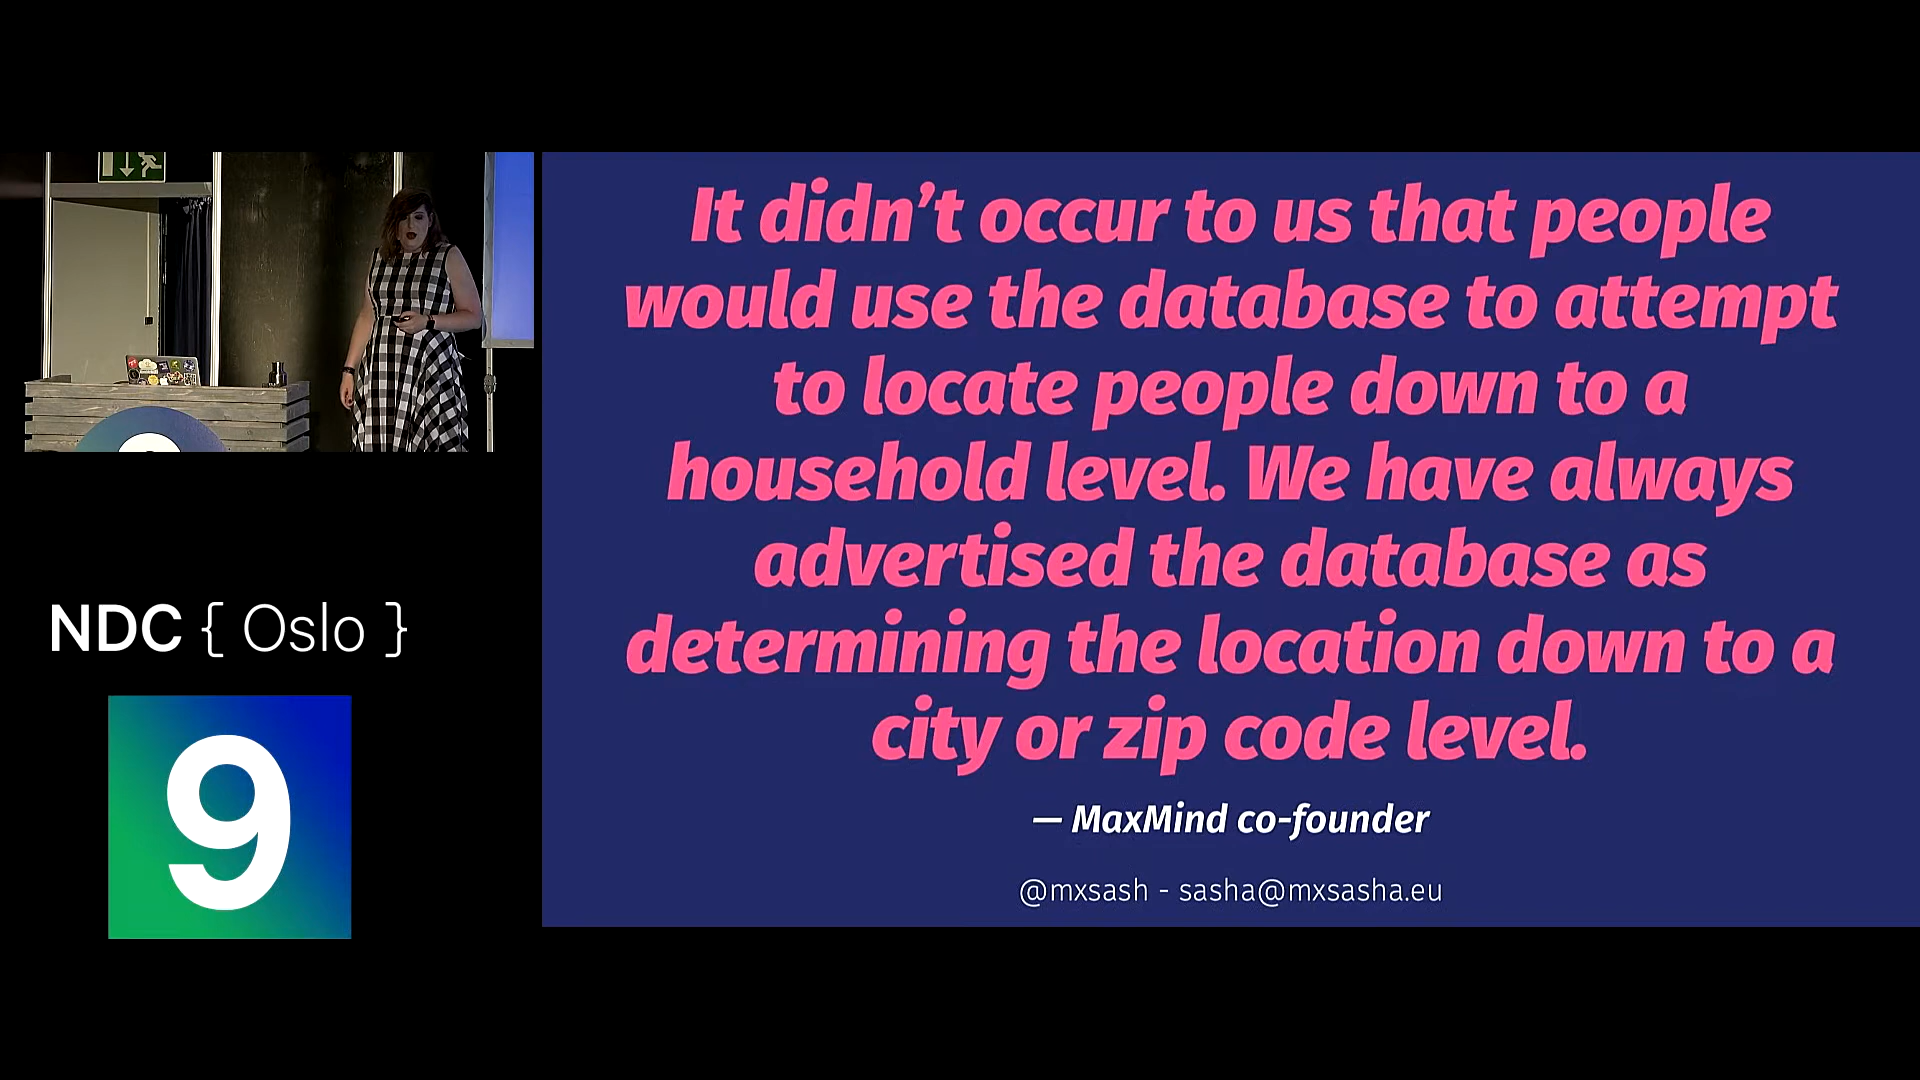 It didn’t occur to us that people
would use the database to attempt
to locate people down to a
household level. We have always
advertised the database as
determining the location down to a
city or zip code level.
— MaxMind co-founder
@mxsash - sasha@mxsasha.eu
NDC { Oslo }
9